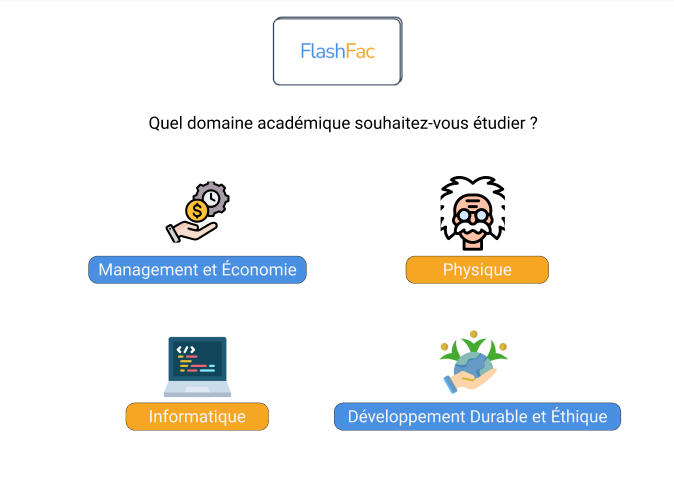 FlashFac
Quel domaine académique souhaitez-vous étudier ?
Management et Économie
Physique
</>
Informatique
Développement Durable et Éthique